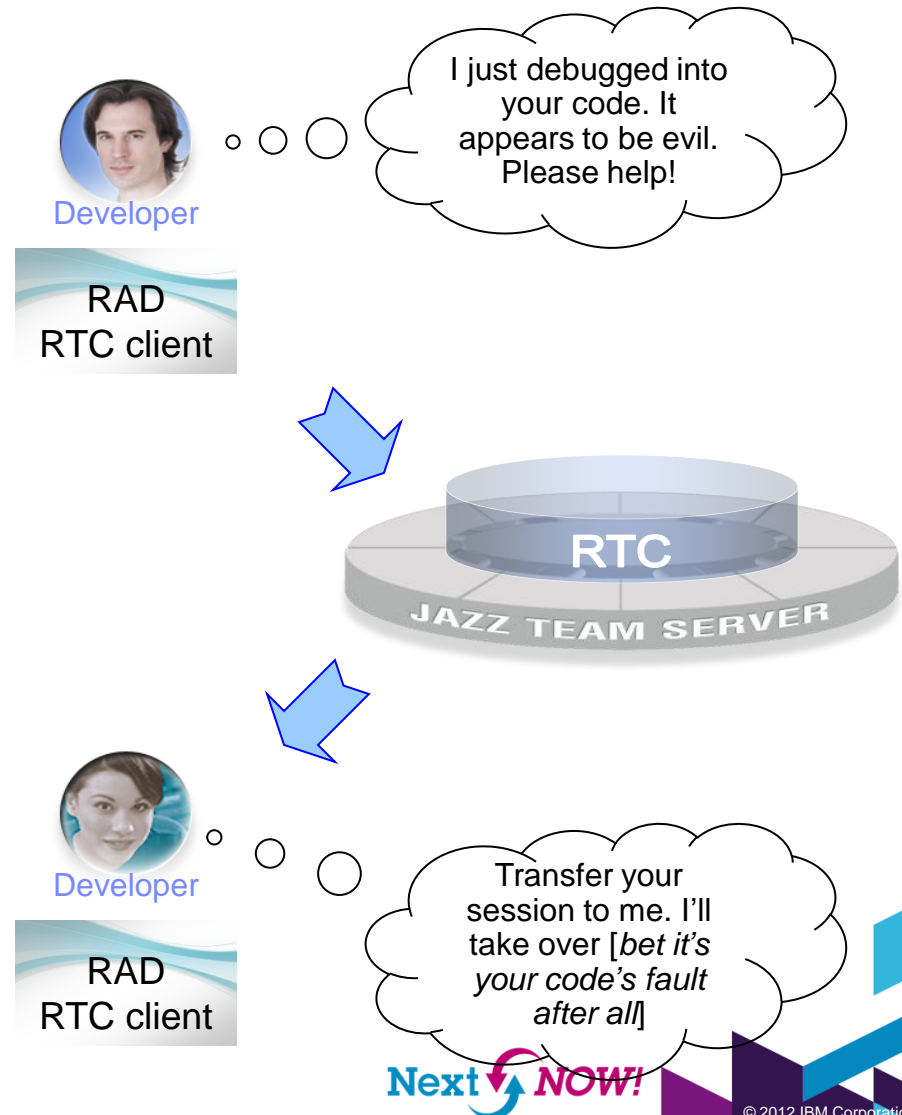 I just debugged into
your code. It
appears to be evil.
Please help!
Developer
RAD
RTC client
RTC
JAZZ TEAM SERVER
Developer
RAD
RTC client
Transfer your
session to me. I’ll
take over [bet it’s
your code’s fault
after all]
Next NOW!
© 2012 IBM Corporatio